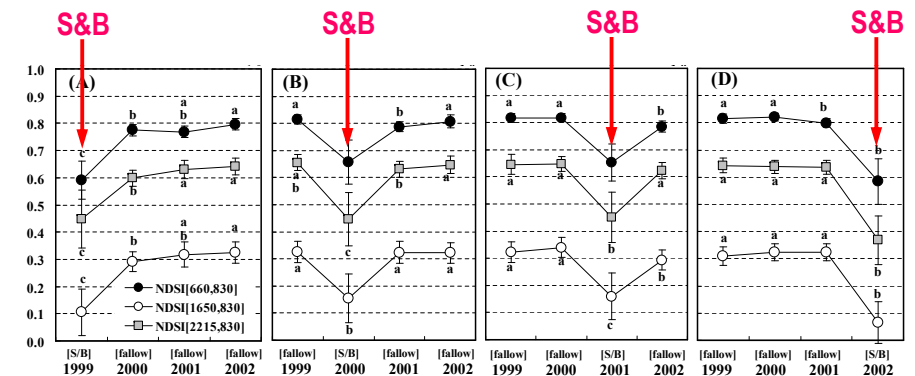 S&B S&B S&B S&B
(A) (B) (C) (D)
1.0
0.9
0.8
0.7
0.6
0.5
0.4
0.3
0.2
0.1
0.0
c b a b a
c b a a
c b a b a
a b b a
a b c a a
a b a a
a a b a
a a b a
a a c b
a a b b
a a a b
a a a b
NDSI[660,830]
NDSI[1650,830]
NDSI[2215,830]
[S/B] [fallow] [fallow] [fallow] [fallow] [S/B] [fallow] [fallow] [fallow] [fallow] [S/B] [fallow] [fallow] [fallow] [fallow] [S/B]
1999 2000 2001 2002 1999 2000 2001 2002 1999 2000 2001 2002 1999 2000 2001 2002